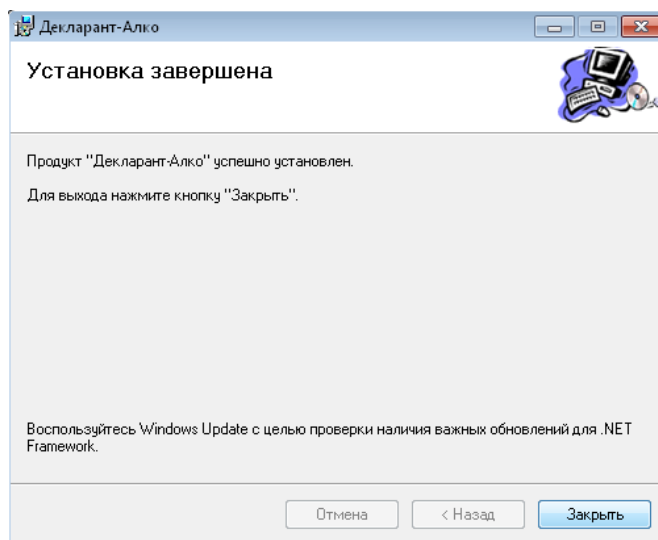 Декларант-Алко
Установка завершена
Продукт "Декларант-Алко" успешно установлен.
Для выхода нажмите кнопку "Закрыть".
Воспользуйтесь Windows Update с целью проверки наличия важных обновлений для .NET
Framework.
Отмена
< Назад
Закрыть